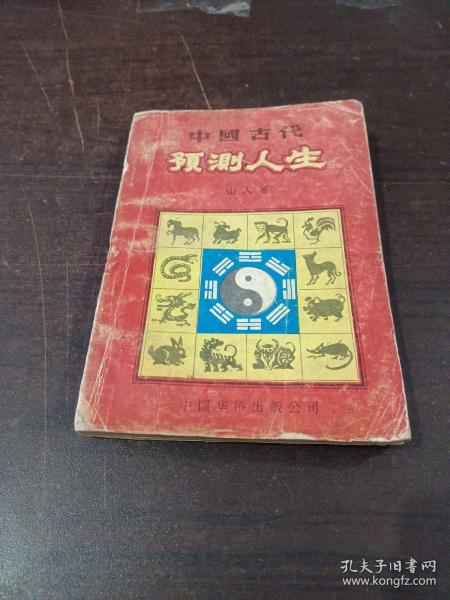 中國古代
預測人生
山人著
中国华侨出版公司
孔夫子旧书网
www.kongfz.com